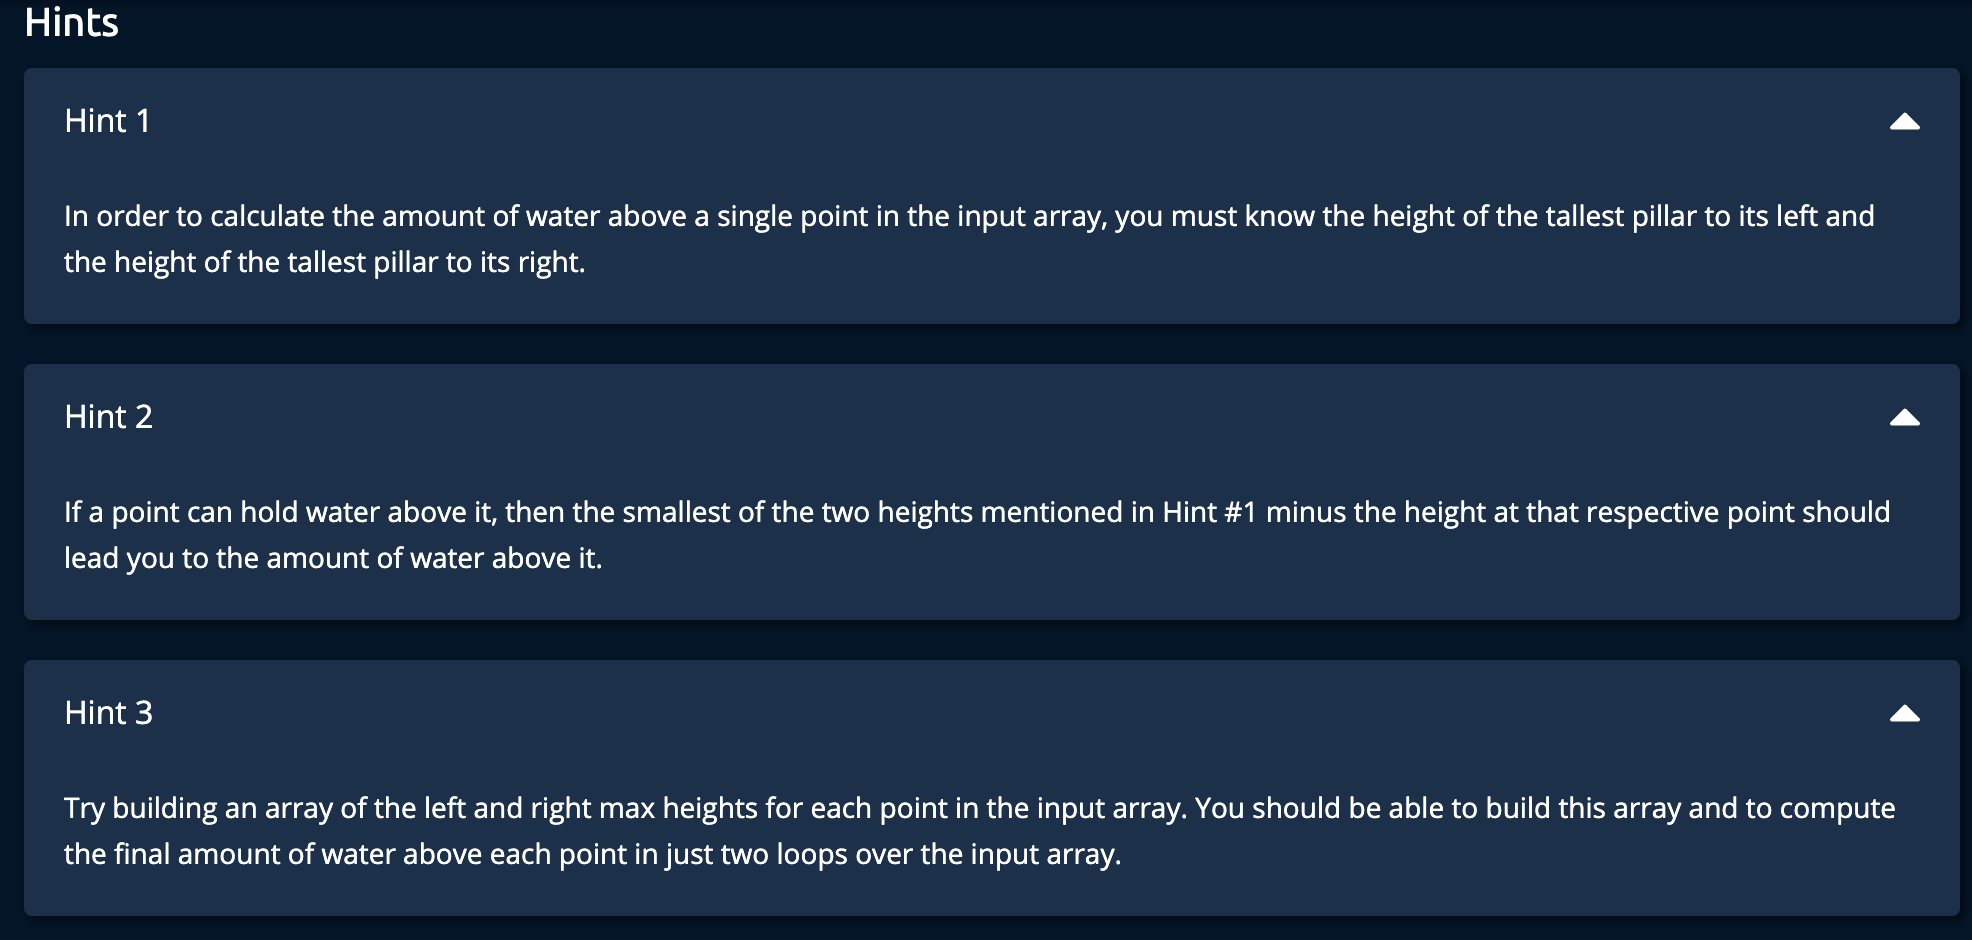 Hints
Hint 1
In order to calculate the amount of water above a single point in the input array, you must know the height of the tallest pillar to its left and
the height of the tallest pillar to its right.
Hint 2
If a point can hold water above it, then the smallest of the two heights mentioned in Hint #1 minus the height at that respective point should
lead you to the amount of water above it.
Hint 3
Try building an array of the left and right max heights for each point in the input array. You should be able to build this array and to compute
the final amount of water above each point in just two loops over the input array.